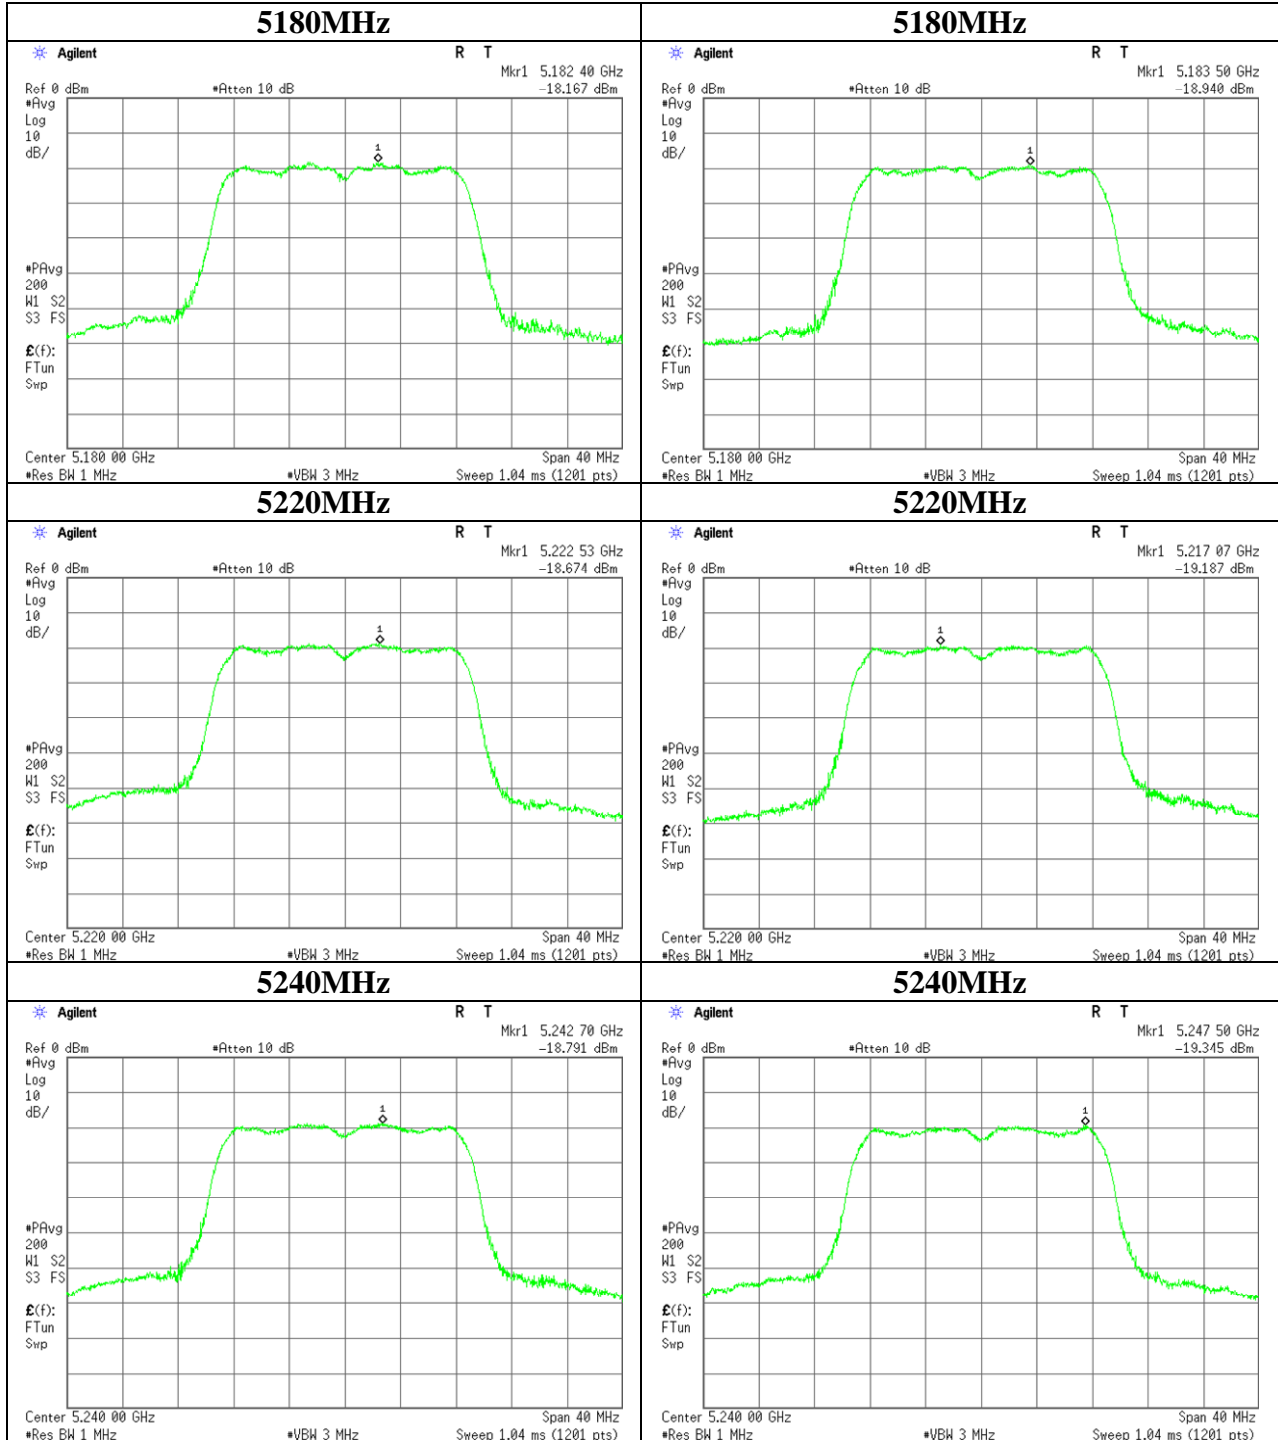 5180MHz
Agilent
R T
Mkr1 5.182 40 GHz
Ref 0 dBm
#Atten 10 dB
-18.167 dBm
#Avg
Log
10
dB/
1
#PAvg
200
W1 S2
S3 FS
£(f):
FTun
Swp
Center 5.180 00 GHz
Span 40 MHz
#Res BW 1 MHz
#VBW 3 MHz
Sweep 1.04 ms (1201 pts)
5180MHz
Agilent
R T
Mkr1 5.183 50 GHz
Ref 0 dBm
#Atten 10 dB
-18.940 dBm
#Avg
Log
10
dB/
1
#PAvg
200
W1 S2
S3 FS
£(f):
FTun
Swp
Center 5.180 00 GHz
Span 40 MHz
#Res BW 1 MHz
#VBW 3 MHz
Sweep 1.04 ms (1201 pts)
5220MHz
Agilent
R T
Mkr1 5.222 53 GHz
Ref 0 dBm
#Atten 10 dB
-18.674 dBm
#Avg
Log
10
dB/
1
#PAvg
200
W1 S2
S3 FS
£(f):
FTun
Swp
Center 5.220 00 GHz
Span 40 MHz
#Res BW 1 MHz
#VBW 3 MHz
Sweep 1.04 ms (1201 pts)
5220MHz
Agilent
R T
Mkr1 5.217 07 GHz
Ref 0 dBm
#Atten 10 dB
-19.187 dBm
#Avg
Log
10
dB/
1
#PAvg
200
W1 S2
S3 FS
£(f):
FTun
Swp
Center 5.220 00 GHz
Span 40 MHz
#Res BW 1 MHz
#VBW 3 MHz
Sweep 1.04 ms (1201 pts)
5240MHz
Agilent
R T
Mkr1 5.242 70 GHz
Ref 0 dBm
#Atten 10 dB
-18.791 dBm
#Avg
Log
10
dB/
1
#PAvg
200
W1 S2
S3 FS
£(f):
FTun
Swp
Center 5.240 00 GHz
Span 40 MHz
#Res BW 1 MHz
#VBW 3 MHz
Sweep 1.04 ms (1201 pts)
5240MHz
Agilent
R T
Mkr1 5.247 50 GHz
Ref 0 dBm
#Atten 10 dB
-19.345 dBm
#Avg
Log
10
dB/
1
#PAvg
200
W1 S2
S3 FS
£(f):
FTun
Swp
Center 5.240 00 GHz
Span 40 MHz
#Res BW 1 MHz
#VBW 3 MHz
Sweep 1.04 ms (1201 pts)